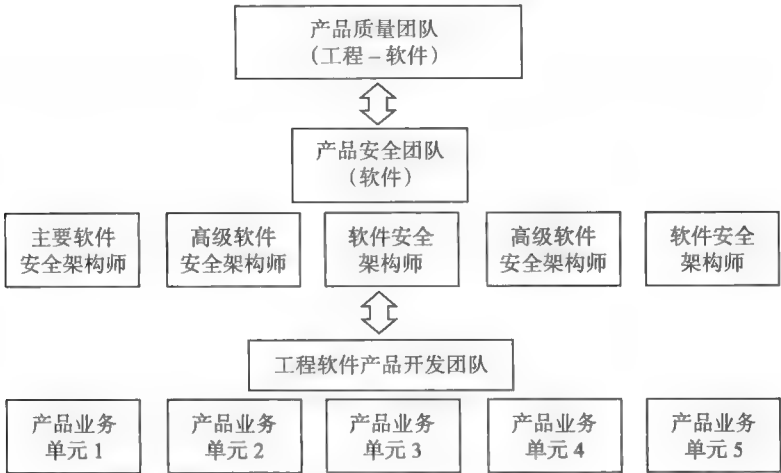 产品质量团队
（工程－软件）
产品安全团队
（软件）
主要软件
安全架构师
高级软件
安全架构师
软件安全
架构师
高级软件
安全架构师
软件安全
架构师
工程软件产品开发团队
产品业务
单元 1
产品业务
单元 2
产品业务
单元 3
产品业务
单元 4
产品业务
单元 5